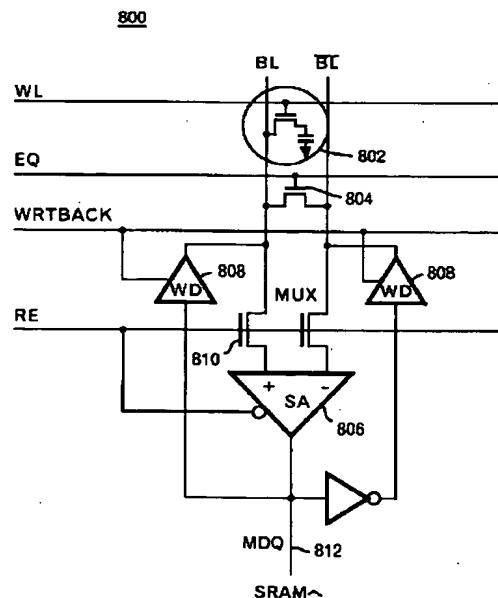 800
BL BL
WL
802
EQ
804
WRTBACK
WD 808 MUX WD 808
RE
810
+ -
SA
806
MDQ 812
SRAM~